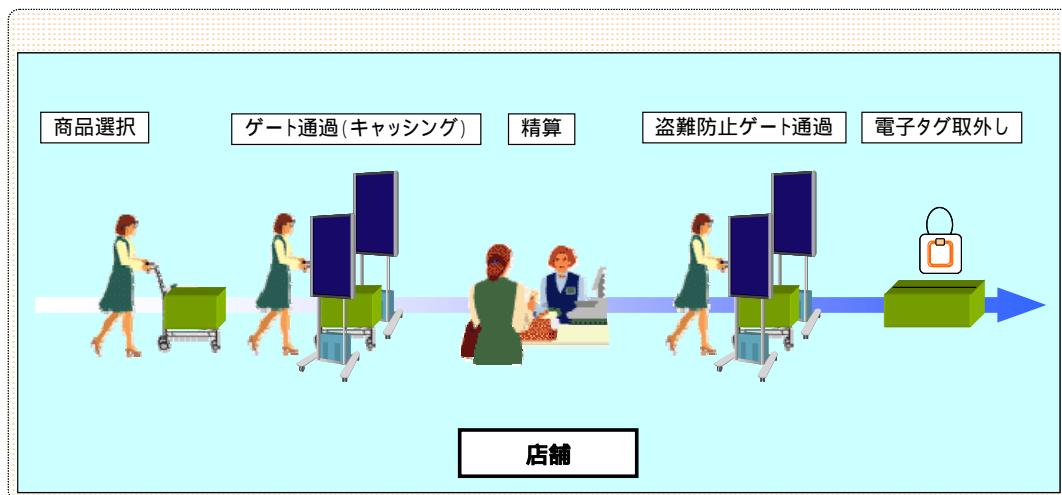 商品選択
ゲート通過(キャッシング)
精算
盗難防止ゲート通過
電子タグ取外し
店舗